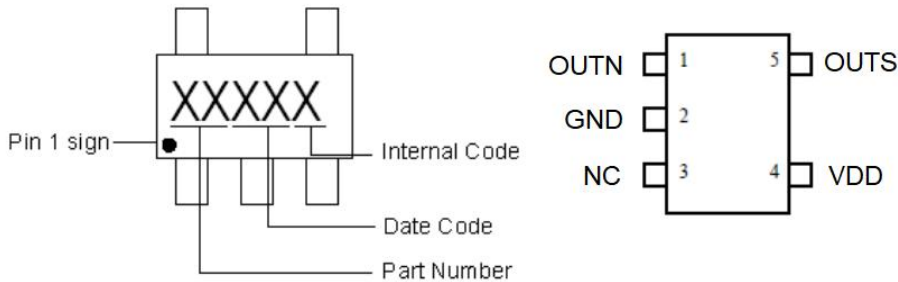 XXXXX
Pin 1 sign
Internal Code
Date Code
Part Number
OUTN 1 5 OUTS
GND 2
NC 3 4 VDD